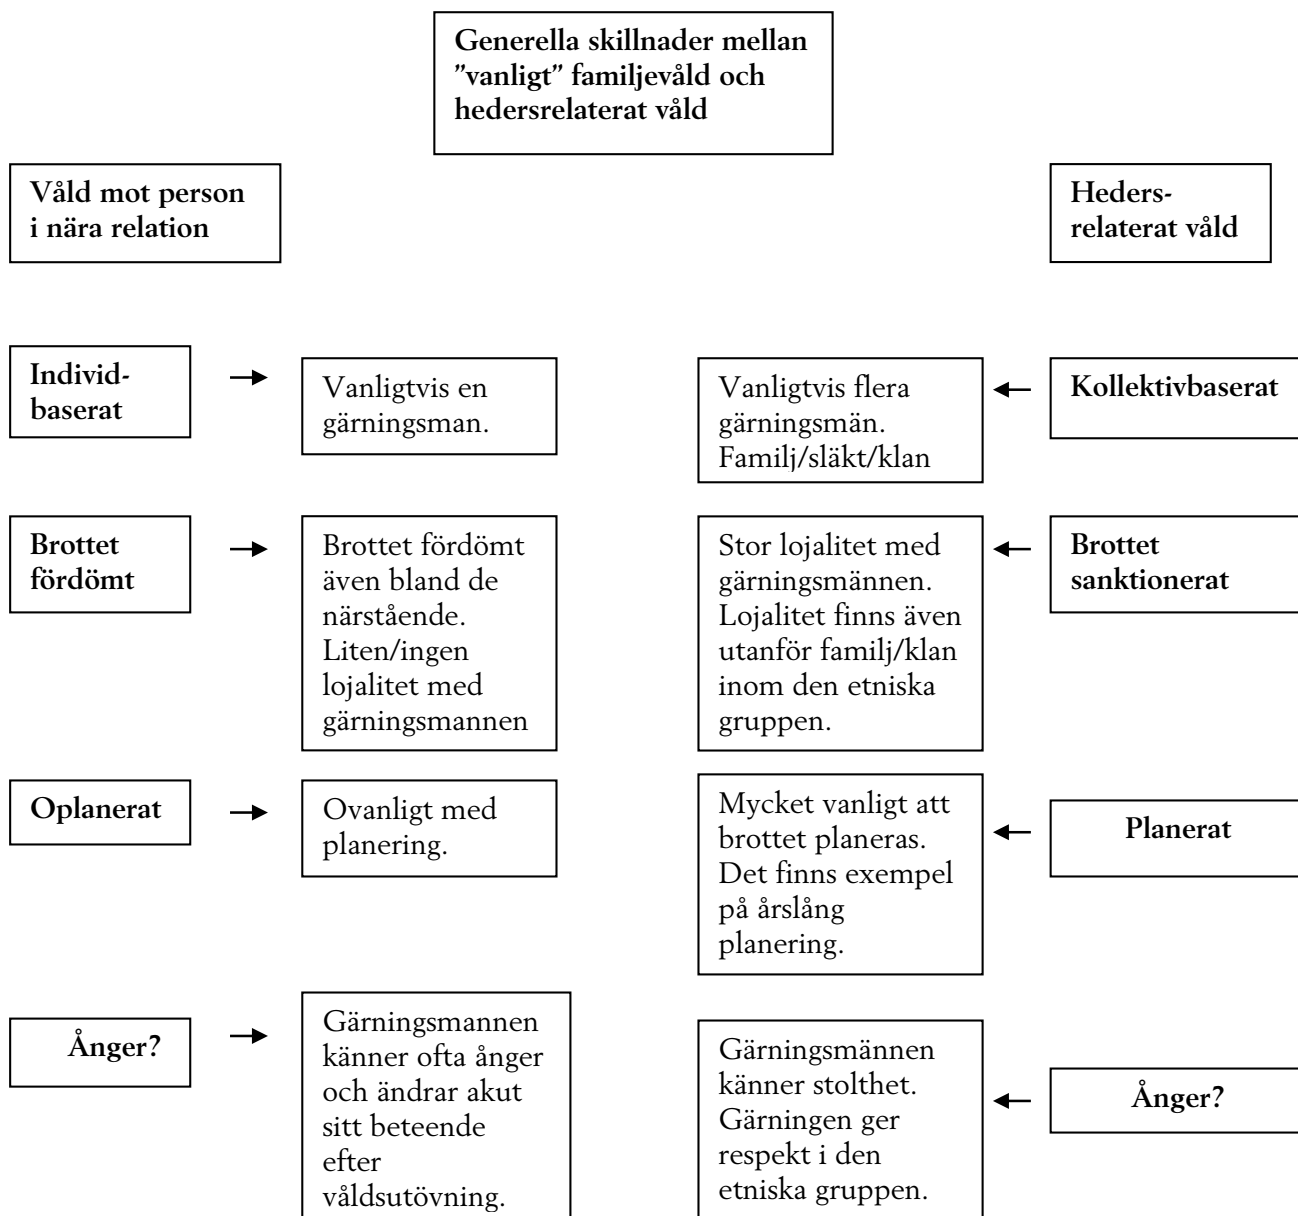 Generella skillnader mellan
”vanligt” familjevåld och
hedersrelaterat våld
Våld mot person
i nära relation
Heders-
relaterat våld
Individ-
baserat
Vanligtvis en
gärningsman.
Vanligtvis flera
gärningsmän.
Familj/släkt/klan
Kollektivbaserat
Brottet
fördömt
Brottet fördömt
även bland de
närstående.
Liten/ingen
lojalitet med
gärningsmannen
Stor lojalitet med
gärningsmännen.
Lojalitet finns även
utanför familj/klan
inom den etniska
gruppen.
Brottet
sanktionerat
Oplanerat
Ovanligt med
planering.
Mycket vanligt att
brottet planeras.
Det finns exempel
på årslång
planering.
Planerat
Ånger?
Gärningsmannen
känner ofta ånger
och ändrar akut
sitt beteende
efter
våldsutövning.
Gärningsmännen
känner stolthet.
Gärningen ger
respekt i den
etniska gruppen.
Ånger?